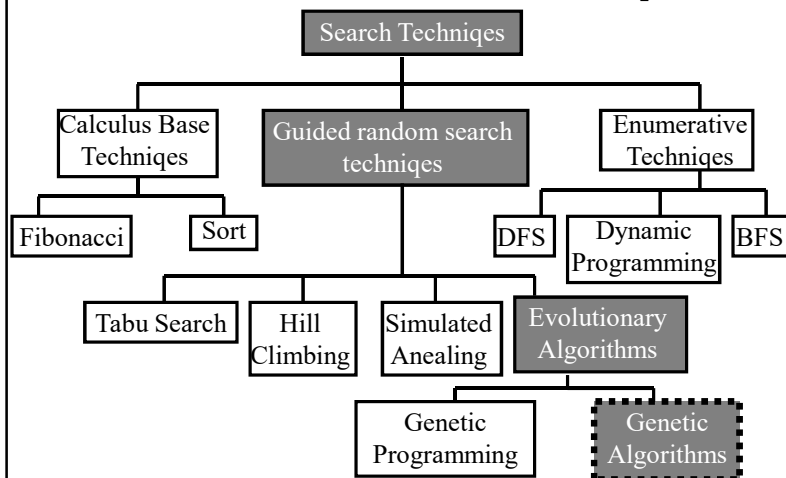 Search Techniqes
Calculus Base
Techniqes
Guided random search
techniqes
Enumerative
Techniqes
Fibonacci
Sort
DFS
Dynamic
Programming
BFS
Tabu Search
Hill
Climbing
Simulated
Anealing
Evolutionary
Algorithms
Genetic
Programming
Genetic
Algorithms